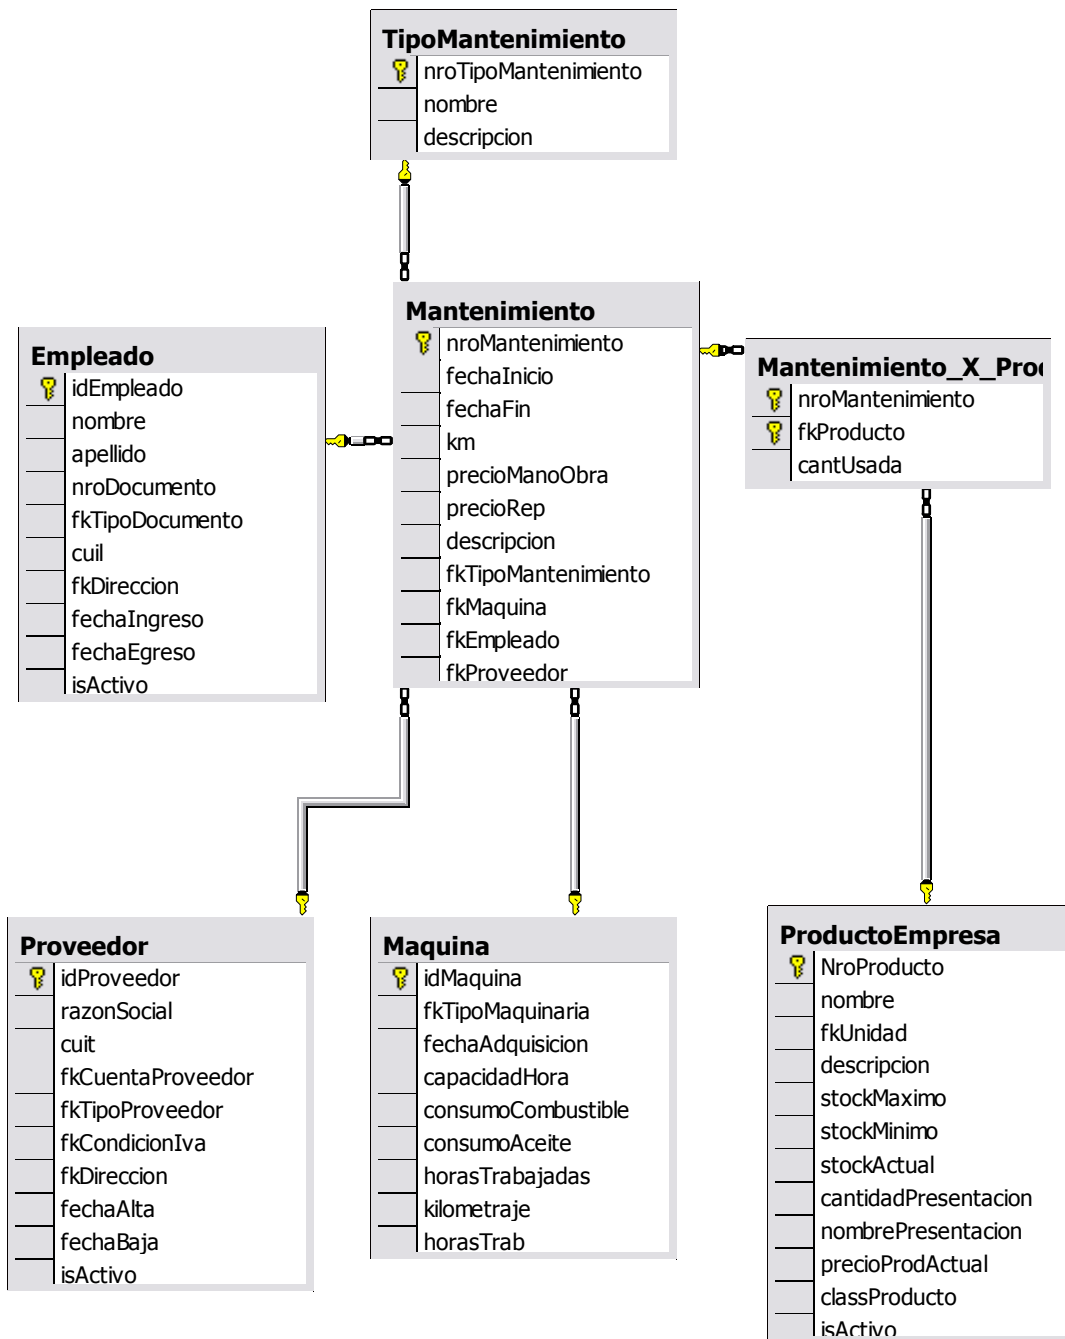 TipoMantenimiento
nroTipoMantenimiento
nombre
descripcion
Mantenimiento
nroMantenimiento
fechaInicio
fechaFin
km
precioManoObra
precioRep
descripcion
fkTipoMantenimiento
fkMaquina
fkEmpleado
fkProveedor
Empleado
idEmpleado
nombre
apellido
nroDocumento
fkTipoDocumento
cuil
fkDireccion
fechaIngreso
fechaEgreso
isActivo
Mantenimiento_X_Pro
nroMantenimiento
fkProducto
cantUsada
Proveedor
idProveedor
razonSocial
cuit
fkCuentaProveedor
fkTipoProveedor
fkCondicionIva
fkDireccion
fechaAlta
fechaBaja
isActivo
Maquina
idMaquina
fkTipoMaquinaria
fechaAdquisicion
capacidadHora
consumoCombustible
consumoAceite
horasTrabajadas
kilometraje
horasTrab
ProductoEmpresa
NroProducto
nombre
fkUnidad
descripcion
stockMaximo
stockMinimo
stockActual
cantidadPresentacion
nombrePresentacion
precioProdActual
classProducto
isActivo